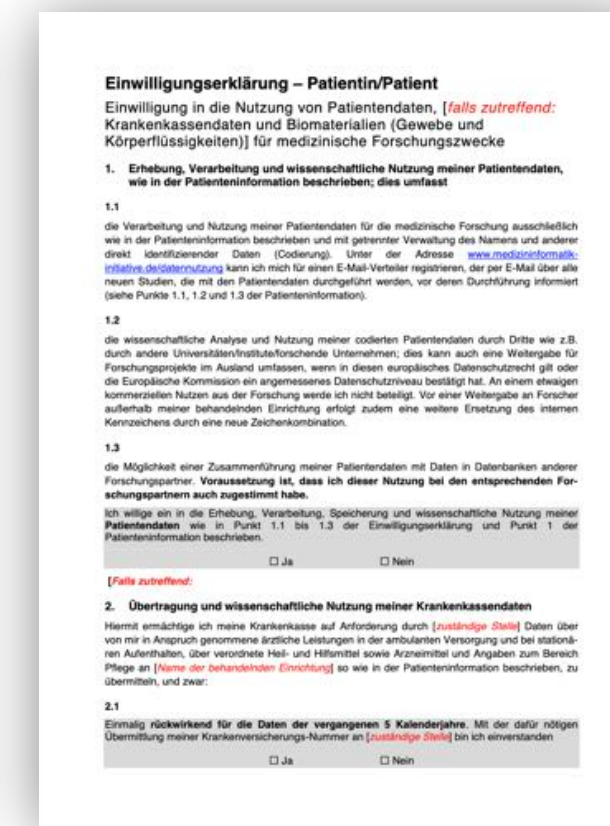 Einwilligungserklärung – Patientin/Patient
Einwilligung in die Nutzung von Patientendaten, [falls zutreffend:
Krankenkassendaten und Biomaterialien (Gewebe und
Körperflüssigkeiten)] für medizinische Forschungszwecke
1. Erhebung, Verarbeitung und wissenschaftliche Nutzung meiner Patientendaten,
wie in der Patienteninformation beschrieben; dies umfasst
1.1
die Verarbeitung und Nutzung meiner Patientendaten für die medizinische Forschung ausschließlich
wie in der Patienteninformation beschrieben und mit getrennter Verwaltung des Namens und anderer
direkt identifizierender Daten (Codierung). Unter der Adresse www.medizininformatik-
initiative.de/datennutzung kann ich mich für einen E-Mail-Verteiler registrieren, der per E-Mail über alle
neuen Studien, die mit den Patientendaten durchgeführt werden, vor deren Durchführung informiert
(siehe Punkte 1.1, 1.2 und 1.3 der Patienteninformation).
1.2
die wissenschaftliche Analyse und Nutzung meiner codierten Patientendaten durch Dritte wie z.B.
durch andere Universitäten/Institute/forschende Unternehmen; dies kann auch eine Weitergabe für
Forschungsprojekte im Ausland umfassen, wenn in diesen europäisches Datenschutzrecht gilt oder
die Europäische Kommission ein angemessenes Datenschutzniveau bestätigt hat. An einem etwaigen
kommerziellen Nutzen aus der Forschung werde ich nicht beteiligt. Vor einer Weitergabe an Forscher
außerhalb meiner behandelnden Einrichtung erfolgt zudem eine weitere Ersetzung des internen
Kennzeichens durch eine neue Zeichenkombination.
1.3
die Möglichkeit einer Zusammenführung meiner Patientendaten mit Daten in Datenbanken anderer
Forschungspartner. Voraussetzung ist, dass ich dieser Nutzung bei den entsprechenden For-
schungspartnern auch zugestimmt habe.
Ich willige ein in die Erhebung, Verarbeitung, Speicherung und wissenschaftliche Nutzung meiner
Patientendaten wie in Punkt 1.1 bis 1.3 der Einwilligungserklärung und Punkt 1 der
Patienteninformation beschrieben.
☐ Ja ☐ Nein
[Falls zutreffend:
2. Übertragung und wissenschaftliche Nutzung meiner Krankenkassendaten
Hiermit ermächtige ich meine Krankenkasse auf Anforderung durch [zuständige Stelle] Daten über
von mir in Anspruch genommene ärztliche Leistungen in der ambulanten Versorgung und bei stationä-
ren Aufenthalten, über verordnete Heil- und Hilfsmittel sowie Arzneimittel und Angaben zum Bereich
Pflege an [Name der behandelnden Einrichtung] so wie in der Patienteninformation beschrieben, zu
übermitteln, und zwar:
2.1
Einmalig rückwirkend für die Daten der vergangenen 5 Kalenderjahre. Mit der dafür nötigen
Übermittlung meiner Krankenversicherungs-Nummer an [zuständige Stelle] bin ich einverstanden
☐ Ja ☐ Nein